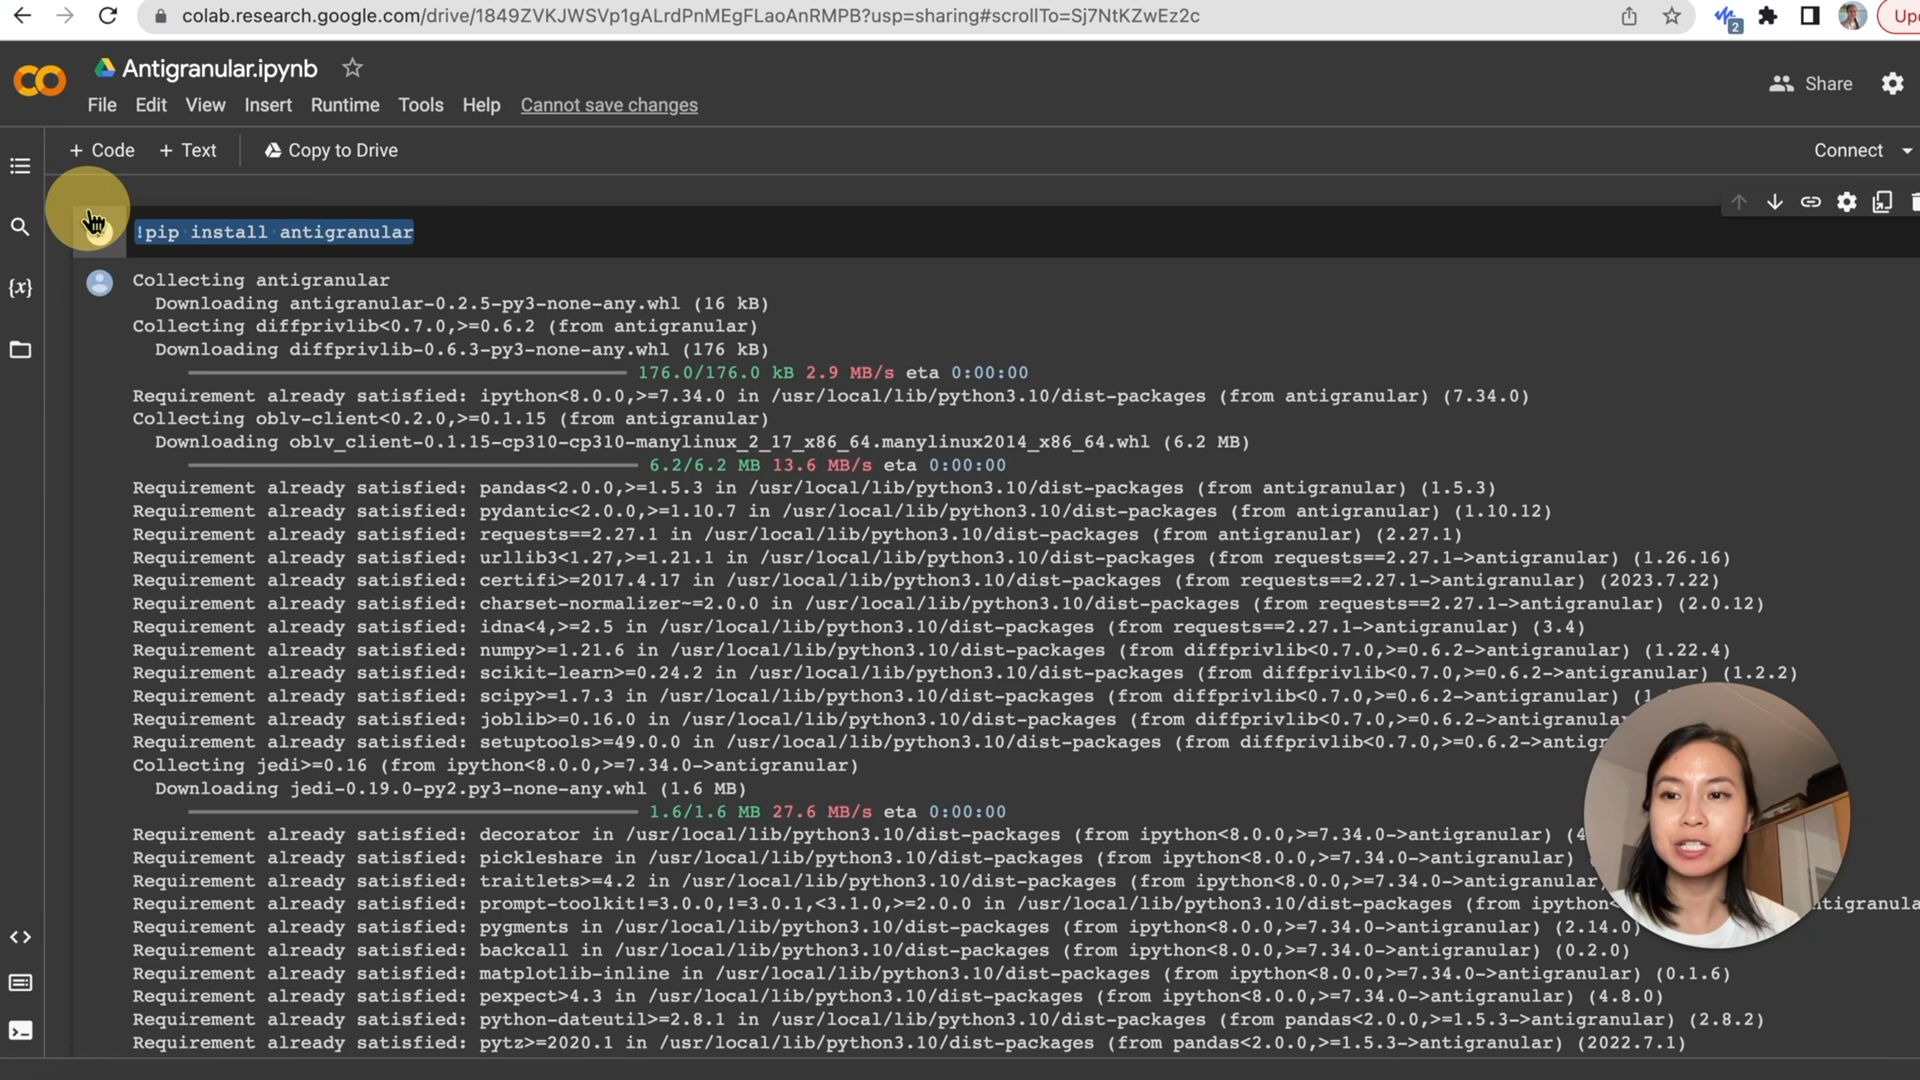 colab.research.google.com/drive/1849ZVKJWSVp1gALrdPnMEgFLaoAnRMPB?usp=sharing#scrollTo=Sj7NtKZwEz2c
2
Upd
CO
Antigranular.ipynb
File Edit View Insert Runtime Tools Help Cannot save changes
Share
+ Code + Text Copy to Drive
Connect
!pip install antigranular
{x}
Collecting antigranular
Downloading antigranular-0.2.5-py3-none-any.whl (16 kB)
Collecting diffprivlib<0.7.0,>=0.6.2 (from antigranular)
Downloading diffprivlib-0.6.3-py3-none-any.whl (176 kB)
176.0/176.0 kB 2.9 MB/s eta 0:00:00
Requirement already satisfied: ipython<8.0.0,>=7.34.0 in /usr/local/lib/python3.10/dist-packages (from antigranular) (7.34.0)
Collecting oblv-client<0.2.0,>=0.1.15 (from antigranular)
Downloading oblv_client-0.1.15-cp310-cp310-manylinux_2_17_x86_64.manylinux2014_x86_64.whl (6.2 MB)
6.2/6.2 MB 13.6 MB/s eta 0:00:00
Requirement already satisfied: pandas<2.0.0,>=1.5.3 in /usr/local/lib/python3.10/dist-packages (from antigranular) (1.5.3)
Requirement already satisfied: pydantic<2.0.0,>=1.10.7 in /usr/local/lib/python3.10/dist-packages (from antigranular) (1.10.12)
Requirement already satisfied: requests==2.27.1 in /usr/local/lib/python3.10/dist-packages (from antigranular) (2.27.1)
Requirement already satisfied: urllib3<1.27,>=1.21.1 in /usr/local/lib/python3.10/dist-packages (from requests==2.27.1->antigranular) (1.26.16)
Requirement already satisfied: certifi>=2017.4.17 in /usr/local/lib/python3.10/dist-packages (from requests==2.27.1->antigranular) (2023.7.22)
Requirement already satisfied: charset-normalizer~=2.0.0 in /usr/local/lib/python3.10/dist-packages (from requests==2.27.1->antigranular) (2.0.12)
Requirement already satisfied: idna<4,>=2.5 in /usr/local/lib/python3.10/dist-packages (from requests==2.27.1->antigranular) (3.4)
Requirement already satisfied: numpy>=1.21.6 in /usr/local/lib/python3.10/dist-packages (from diffprivlib<0.7.0,>=0.6.2->antigranular) (1.22.4)
Requirement already satisfied: scikit-learn>=0.24.2 in /usr/local/lib/python3.10/dist-packages (from diffprivlib<0.7.0,>=0.6.2->antigranular) (1.2.2)
Requirement already satisfied: scipy>=1.7.3 in /usr/local/lib/python3.10/dist-packages (from diffprivlib<0.7.0,>=0.6.2->antigranular) (1.
Requirement already satisfied: joblib>=0.16.0 in /usr/local/lib/python3.10/dist-packages (from diffprivlib<0.7.0,>=0.6.2->antigranular
Requirement already satisfied: setuptools>=49.0.0 in /usr/local/lib/python3.10/dist-packages (from diffprivlib<0.7.0,>=0.6.2->antigr
Collecting jedi>=0.16 (from ipython<8.0.0,>=7.34.0->antigranular)
Downloading jedi-0.19.0-py2.py3-none-any.whl (1.6 MB)
1.6/1.6 MB 27.6 MB/s eta 0:00:00
Requirement already satisfied: decorator in /usr/local/lib/python3.10/dist-packages (from ipython<8.0.0,>=7.34.0->antigranular) (4
Requirement already satisfied: pickleshare in /usr/local/lib/python3.10/dist-packages (from ipython<8.0.0,>=7.34.0->antigranular)
Requirement already satisfied: traitlets>=4.2 in /usr/local/lib/python3.10/dist-packages (from ipython<8.0.0,>=7.34.0->antigranular)
Requirement already satisfied: prompt-toolkit!=3.0.0,!=3.0.1,<3.1.0,>=2.0.0 in /usr/local/lib/python3.10/dist-packages (from ipython< ntigranula
Requirement already satisfied: pygments in /usr/local/lib/python3.10/dist-packages (from ipython<8.0.0,>=7.34.0->antigranular) (2.14.0)
Requirement already satisfied: backcall in /usr/local/lib/python3.10/dist-packages (from ipython<8.0.0,>=7.34.0->antigranular) (0.2.0)
Requirement already satisfied: matplotlib-inline in /usr/local/lib/python3.10/dist-packages (from ipython<8.0.0,>=7.34.0->antigranular) (0.1.6)
Requirement already satisfied: pexpect>4.3 in /usr/local/lib/python3.10/dist-packages (from ipython<8.0.0,>=7.34.0->antigranular) (4.8.0)
Requirement already satisfied: python-dateutil>=2.8.1 in /usr/local/lib/python3.10/dist-packages (from pandas<2.0.0,>=1.5.3->antigranular) (2.8.2)
Requirement already satisfied: pytz>=2020.1 in /usr/local/lib/python3.10/dist-packages (from pandas<2.0.0,>=1.5.3->antigranular) (2022.7.1)